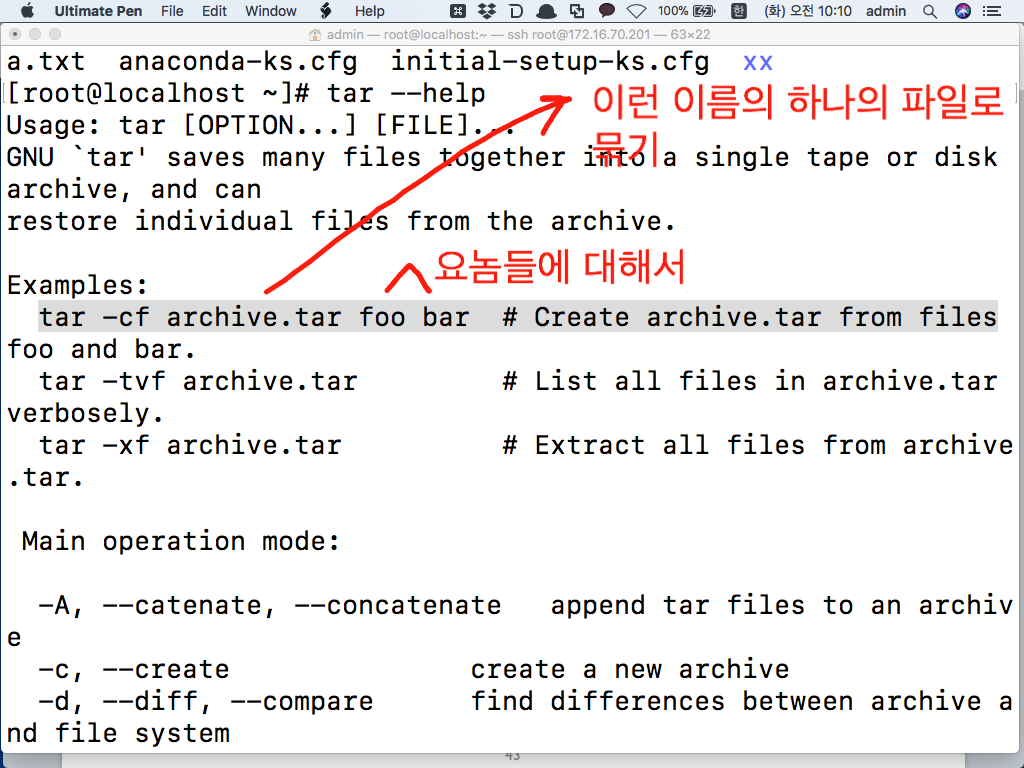 Ultimate Pen File Edit Window Help 100% 한 (화) 오전 10:10 admin
admin — root@localhost:~ — ssh root@172.16.70.201 — 63×22
a.txt  anaconda-ks.cfg  initial-setup-ks.cfg  xx
[root@localhost ~]# tar --help
이런 이름의 하나의 파일로
묶기
Usage: tar [OPTION...] [FILE]...
GNU `tar' saves many files together into a single tape or disk
archive, and can
restore individual files from the archive.
요놈들에 대해서
Examples:
  tar -cf archive.tar foo bar  # Create archive.tar from files
foo and bar.
  tar -tvf archive.tar         # List all files in archive.tar
verbosely.
  tar -xf archive.tar          # Extract all files from archive
.tar.
 Main operation mode:
  -A, --catenate, --concatenate   append tar files to an archiv
e
  -c, --create               create a new archive
  -d, --diff, --compare      find differences between archive a
nd file system
43